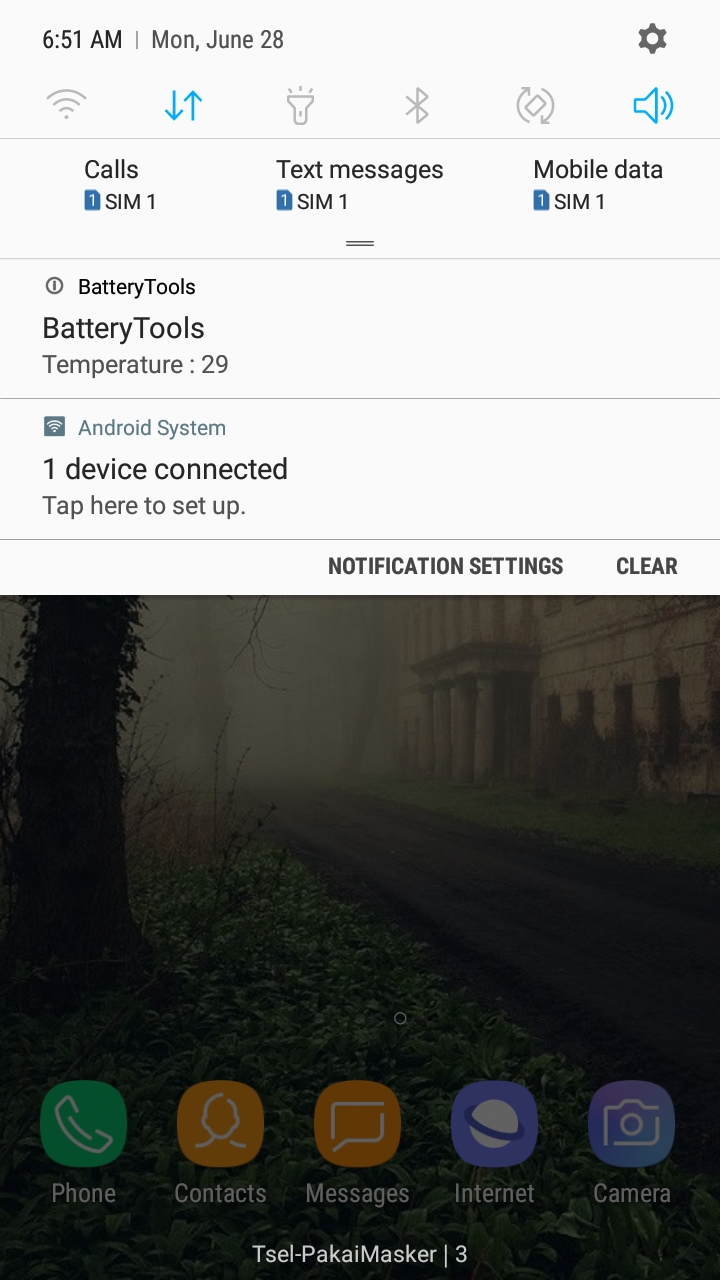 6:51 AM | Mon, June 28
Calls Text messages Mobile data
1 SIM 1 1 SIM 1 1 SIM 1
BatteryTools
BatteryTools
Temperature : 29
Android System
1 device connected
Tap here to set up.
NOTIFICATION SETTINGS CLEAR
Phone Contacts Messages Internet Camera
Tsel-PakaiMasker | 3